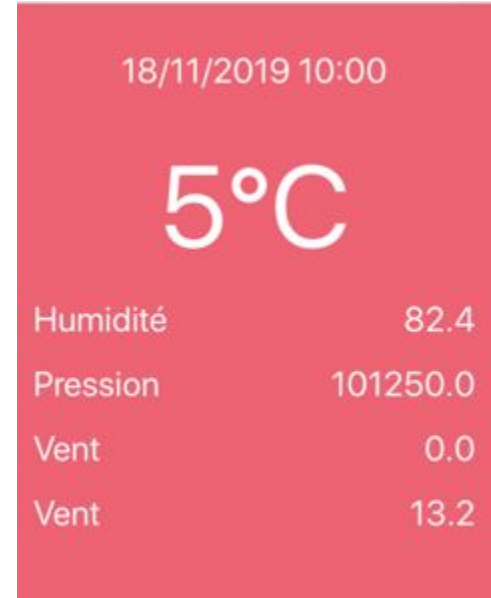 18/11/2019 10:00
5°C
Humidité 82.4
Pression 101250.0
Vent 0.0
Vent 13.2